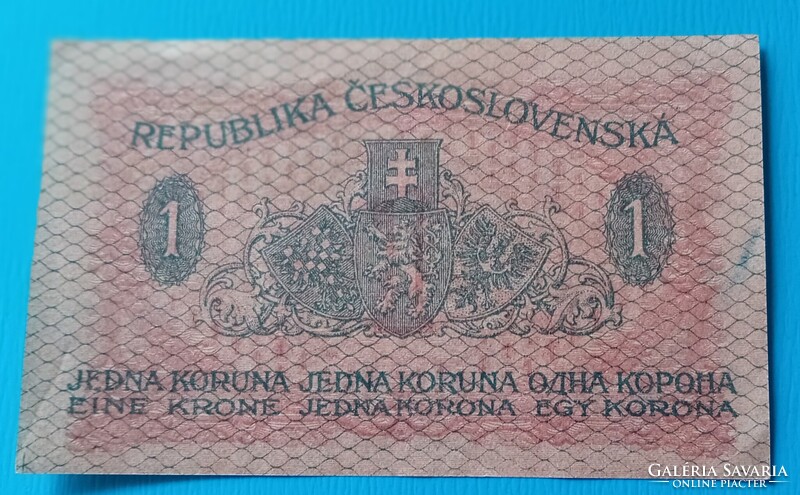 REPUBLIKA ČESKOSLOVENSKÁ
1 1
JEDNA KORUNA JEDNA KORUNA ОДНА КОРОНА
EINE KRONE JEDNA KORONA EGY KORONA
GALÉRIA SAVARIA
ONLINE PIACTÉR